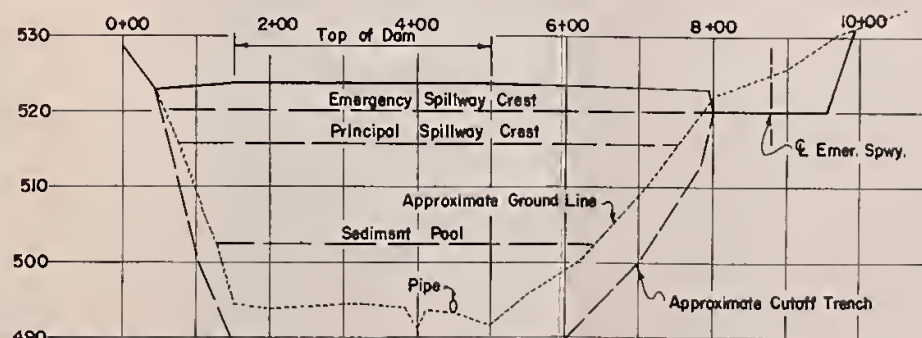 0+00 2+00 4+00 6+00 8+00 10+00
530
Top of Dam
Emergency Spillway Crest
520
Principal Spillway Crest
℄ Emer. Spwy.
510
Approximate Ground Line
Sediment Pool
500
Pipe
Approximate Cutoff Trench
490